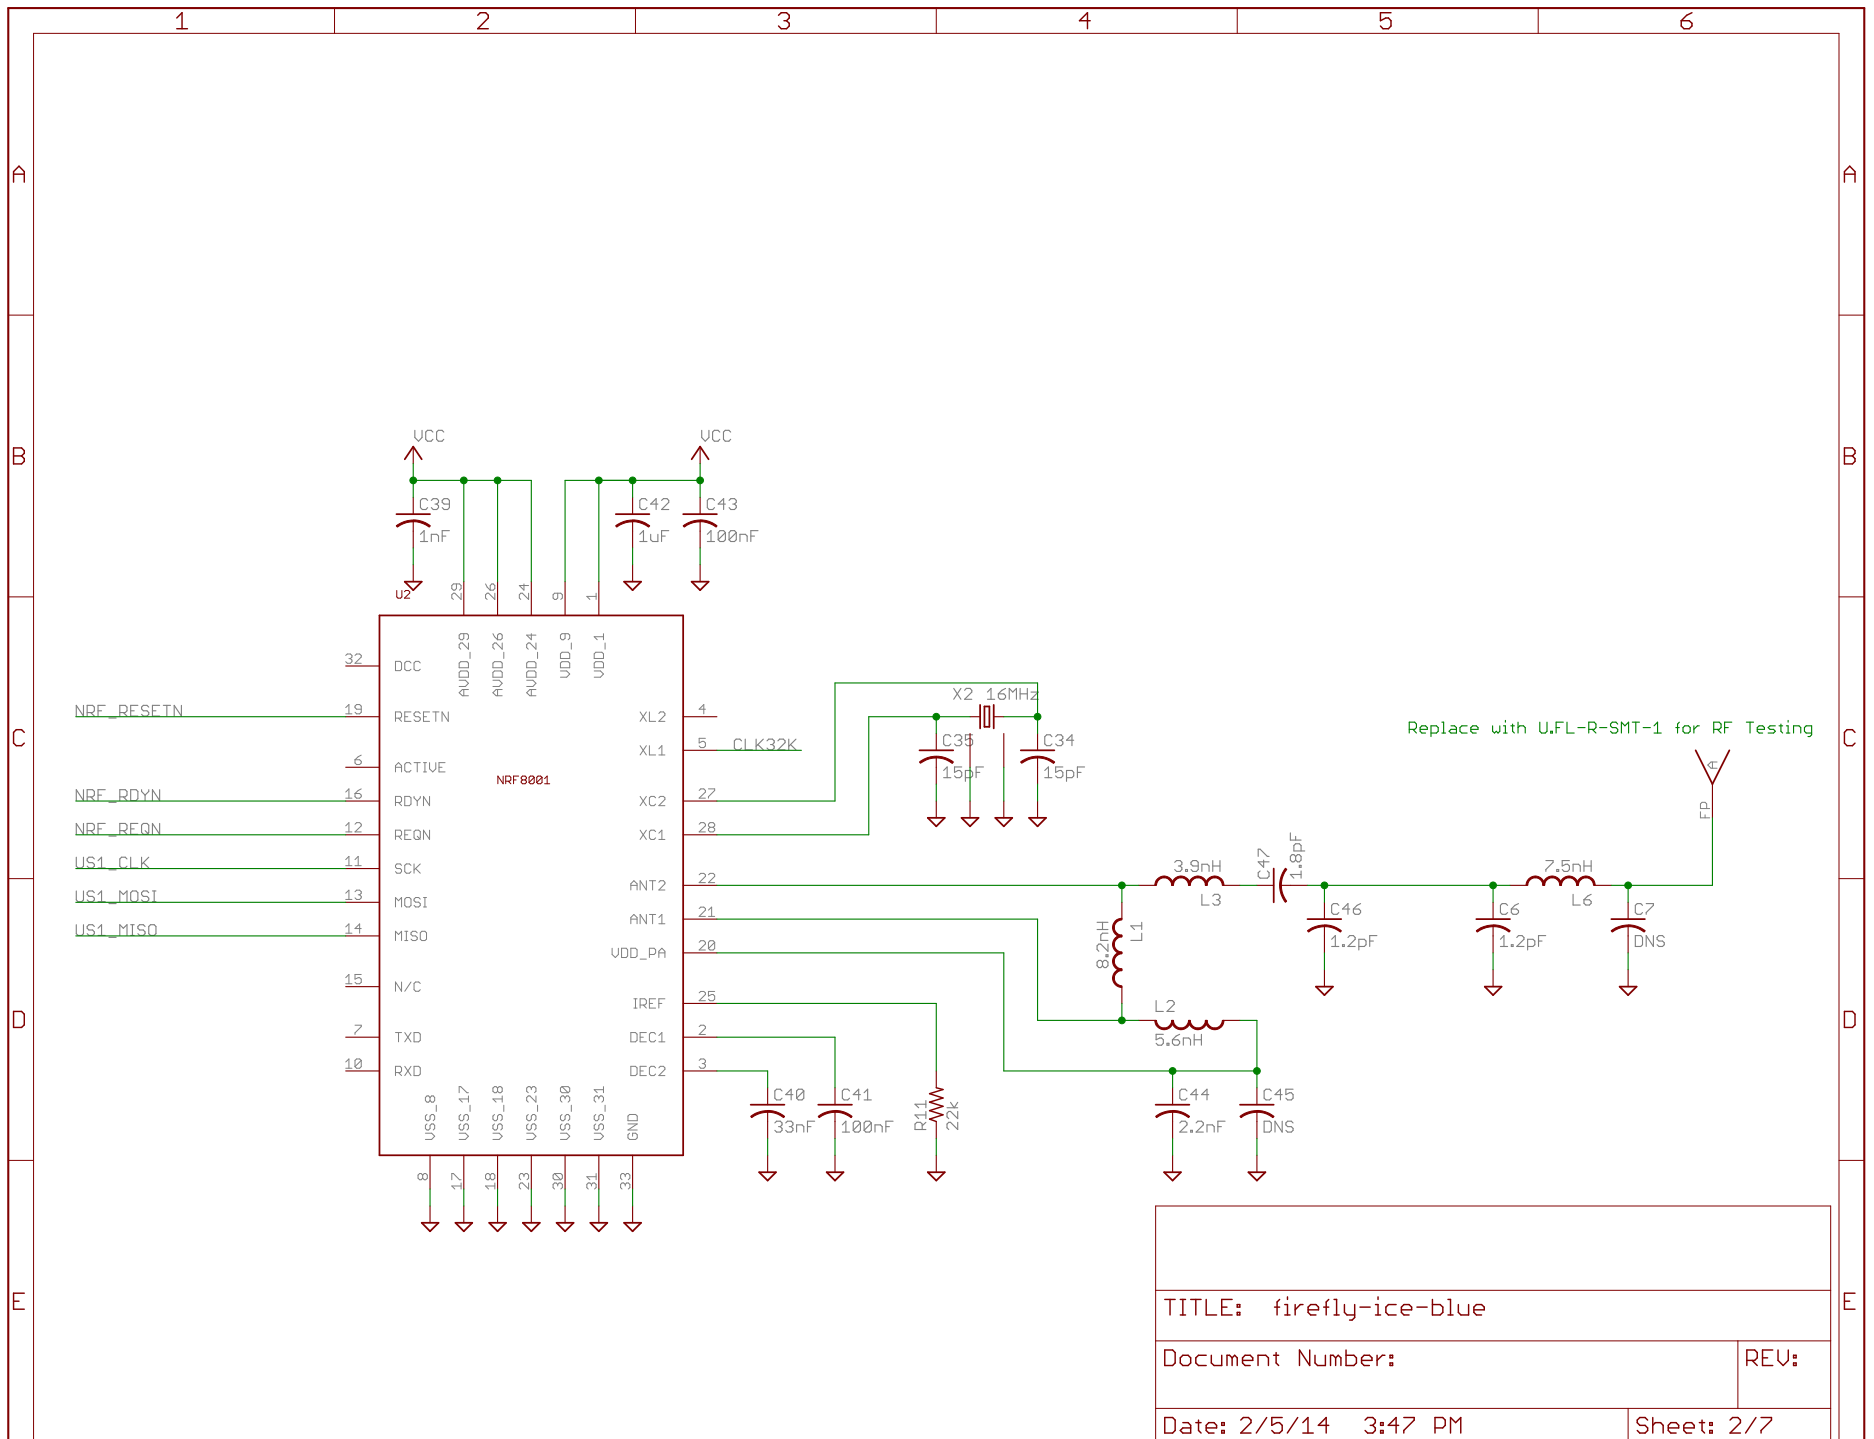 1 2 3 4 5 6
A A
B B
C C
D D
E E
VCC
VCC
C39
1nF
C42
1uF
C43
100nF
U2
29
26
24
9
1
AVDD_29
AVDD_26
AVDD_24
VDD_9
VDD_1
NRF8001
32 DCC
NRF_RESETN 19 RESETN
6 ACTIVE
NRF_RDYN 16 RDYN
NRF_REQN 12 REQN
US1_CLK 11 SCK
US1_MOSI 13 MOSI
US1_MISO 14 MISO
15 N/C
7 TXD
10 RXD
XL2 4
XL1 5 CLK32K
XC2 27
XC1 28
ANT2 22
ANT1 21
VDD_PA 20
IREF 25
DEC1 2
DEC2 3
VSS_8
VSS_17
VSS_18
VSS_23
VSS_30
VSS_31
GND
8
17
18
23
30
31
33
X2 16MHz
C35
15pF
C34
15pF
Replace with U.FL-R-SMT-1 for RF Testing
A
FP
3.9nH
L3
C47
1.8pF
7.5nH
L6
C46
1.2pF
C6
1.2pF
C7
DNS
8.2nH
L1
L2
5.6nH
C40
33nF
C41
100nF
R11
22k
C44
2.2nF
C45
DNS
TITLE: firefly-ice-blue
Document Number:
REV:
Date: 2/5/14 3:47 PM
Sheet: 2/7